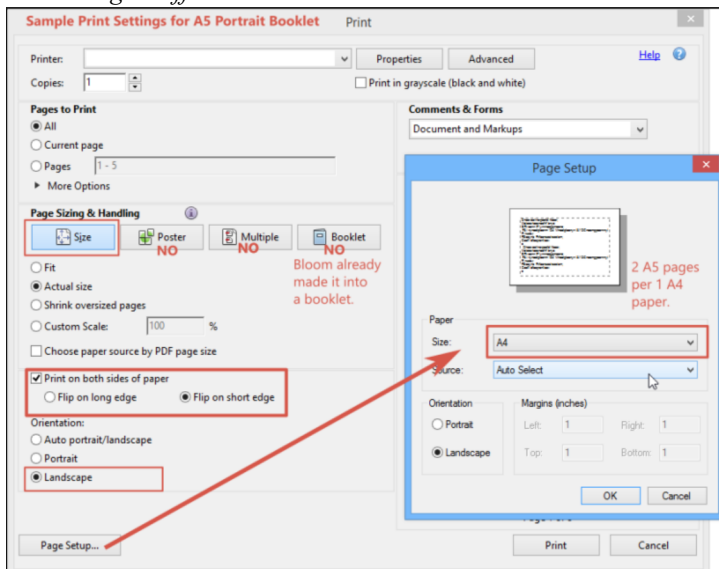 Sample Print Settings for A5 Portrait Booklet Print
Printer: Properties Advanced Help
Copies: 1 Print in grayscale (black and white)
Pages to Print
All
Current page
Pages 1 - 5
More Options
Comments & Forms
Document and Markups
Page Sizing & Handling
Size Poster Multiple Booklet
NO NO NO
Bloom already
made it into
a booklet.
Fit
Actual size
Shrink oversized pages
Custom Scale: 100 %
Choose paper source by PDF page size
Print on both sides of paper
Flip on long edge Flip on short edge
Orientation:
Auto portrait/landscape
Portrait
Landscape
Page Setup...
Print Cancel
Page Setup
2 A5 pages
per 1 A4
paper.
Paper
Size: A4
Source: Auto Select
Orientation
Portrait
Landscape
Margins (inches)
Left: 1 Right: 1
Top: 1 Bottom: 1
OK Cancel